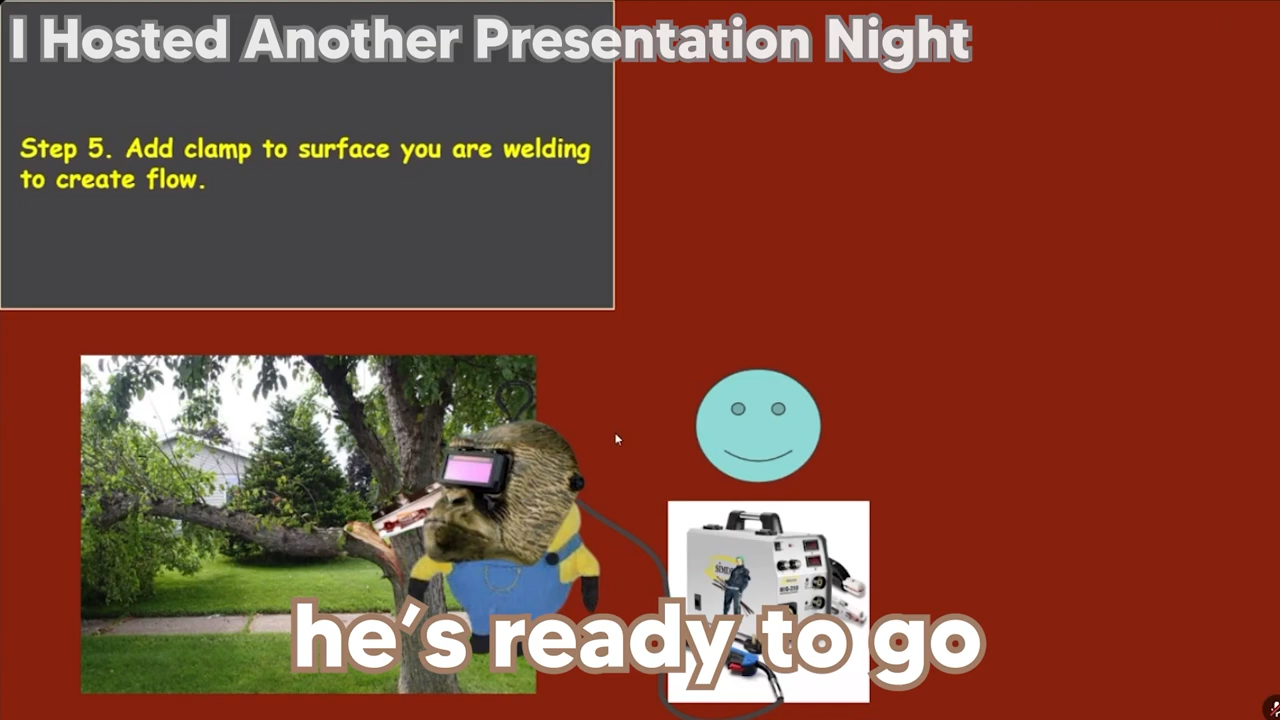 I Hosted Another Presentation Night
Step 5. Add clamp to surface you are welding
to create flow.
he's ready to go